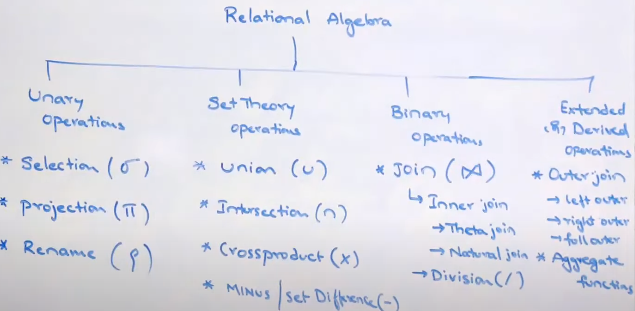 Relational Algebra
Unary
operations
* Selection (σ)
* Projection (π)
* Rename (ρ)
Set Theory
operations
* Union (∪)
* Intersection (∩)
* Crossproduct (x)
* MINUS | Set Difference (-)
Binary
operations
* Join (⋈)
↳ Inner join
→ Theta join
→ Natural join
→ Division (/)
Extended
(or) Derived
operations
* Outer join
→ left outer
→ right outer
→ full outer
* Aggregate
functions